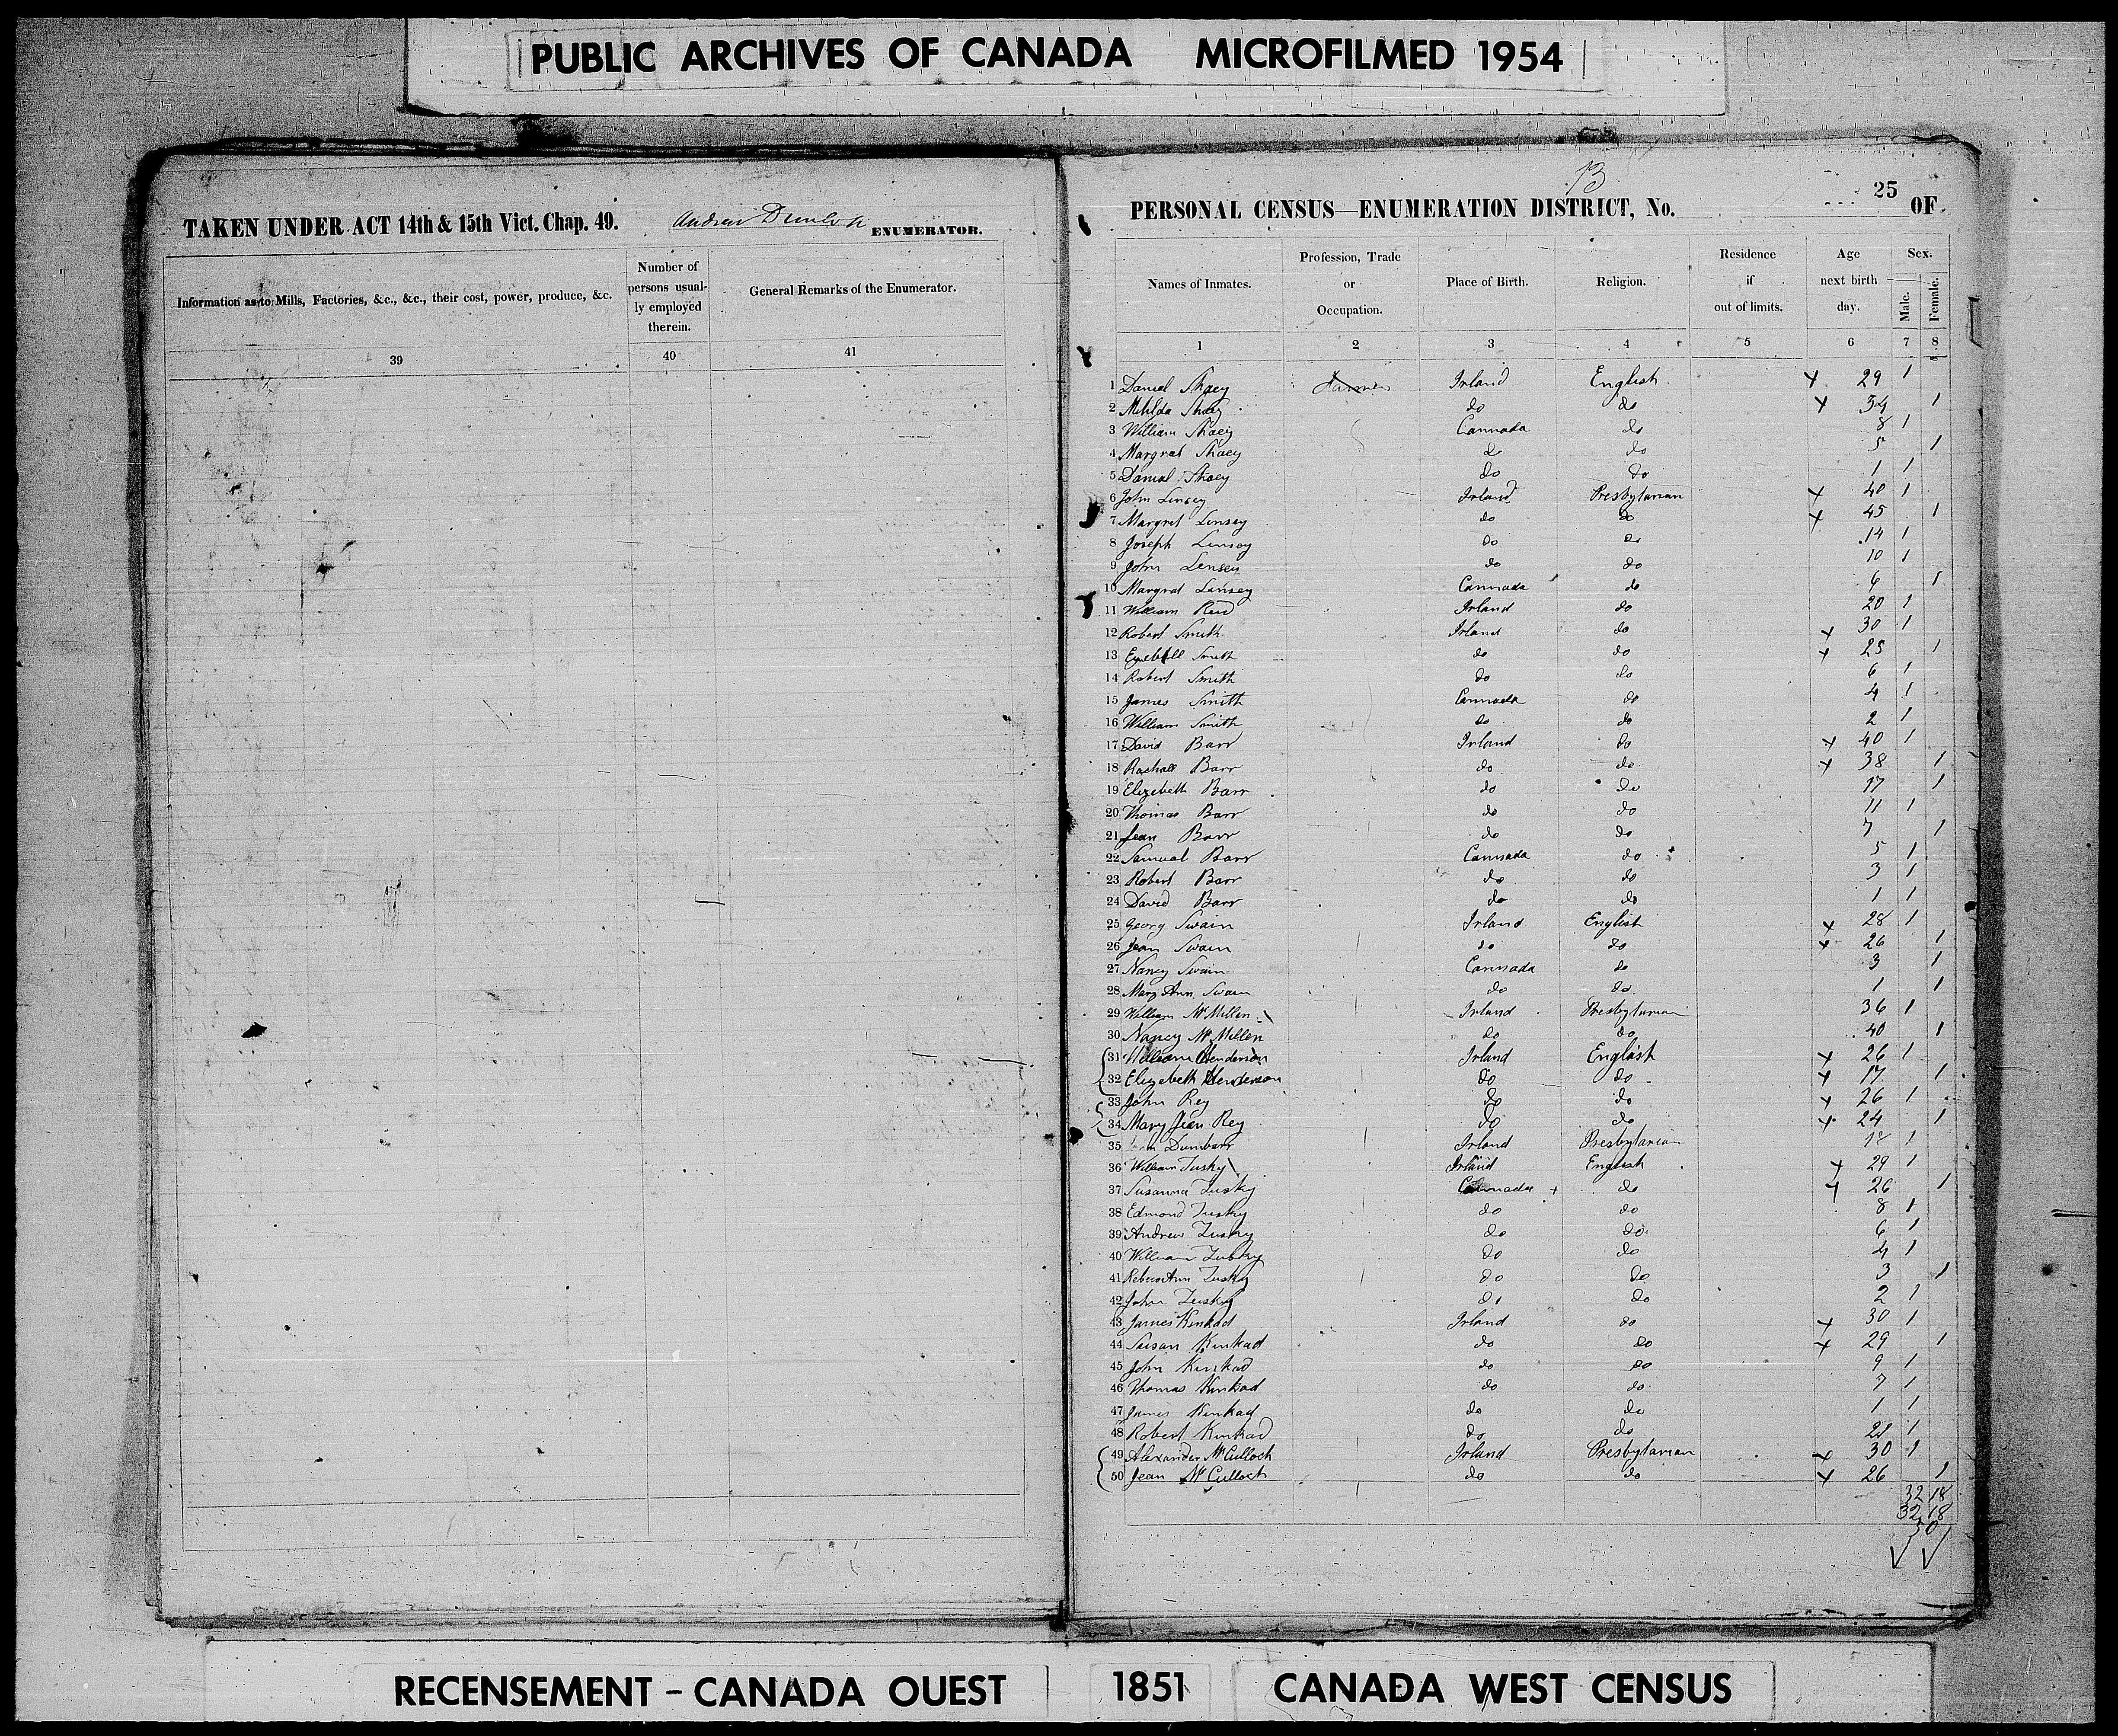 PUBLIC ARCHIVES OF CANADA MICROFILMED 1954
TAKEN UNDER ACT 14th & 15th Vict. Chap. 49. Andrew Dunlop ENUMERATOR.
Information as to Mills, Factories, &c., &c., their cost, power, produce, &c.
Number of persons usual-
ly employed
therein.
General Remarks of the Enumerator.
39 40 41
13
25
PERSONAL CENSUS—ENUMERATION DISTRICT, No. OF
Names of Inmates. Profession, Trade or Occupation. Place of Birth. Religion. Residence if out of limits. Age next birth day. Sex. Male. Female.
1 2 3 4 5 6 7 8
1 Danial Shaey Farmer Irland English x 29 1
2 Matilda Shaey do do x 34 1
3 William Shaey Cannada do 8 1
4 Margrat Shaey do do 5 1
5 Danial Shaey do do 1 1
6 John Linsey Irland Presbytarian x 40 1
7 Margret Linsey do do x 45 1
8 Joseph Linsey do do 14 1
9 John Linsey do do 10 1
10 Margrat Linsey Cannada do 6 1
11 William Reid Irland do 20 1
12 Robert Smith Irland do x 30 1
13 Smith do do x 25 1
14 Robert Smith do do 6 1
15 James Smith Cannada do 4 1
16 William Smith do do 2 1
17 David Barr Irland do x 40 1
18 Rashall Barr do do x 38 1
19 Elizebeth Barr do do 17 1
20 Thomas Barr do do 11 1
21 Jean Barr do do 7 1
22 Samual Barr Cannada do 5 1
23 Robert Barr do do 3 1
24 David Barr do do 1 1
25 Georg Swain Irland English x 28 1
26 Jean Swain do do x 26 1
27 Nancy Swain Cannada do 3 1
28 Mary Ann Swain do do 1 1
29 William McMillen Irland Presbytarian 36 1
30 Nancy McMillen do do 40 1
31 William Henderson Irland English x 26 1
32 Elizebeth Henderson do do x 17 1
33 John Rey do do x 26 1
34 Mary Jean Rey do do x 24 1
35 Dumbarr Irland Presbytarian 18 1
36 William Tusky Irland English x 29 1
37 Susanna Tusky Cannada x do x 26 1
38 Edmond Tusky do do 8 1
39 Andrew Tusky do do 6 1
40 William Tusky do do 4 1
41 Tusky do do 3 1
42 John Tusky do do 2 1
43 James Kinkad Irland do x 30 1
44 Susan Kinkad do do x 29 1
45 John Kinkad do do 9 1
46 Thomas Kinkad do do 7 1
47 James Kinkad do do 1 1
48 Robert Kinkad do do 1
49 Alexander McCulloch Irland Presbytarian x 30 1
50 Jean McCulloch do do x 26 1
32 18
32 18
50
RECENSEMENT - CANADA OUEST 1851 CANADA WEST CENSUS